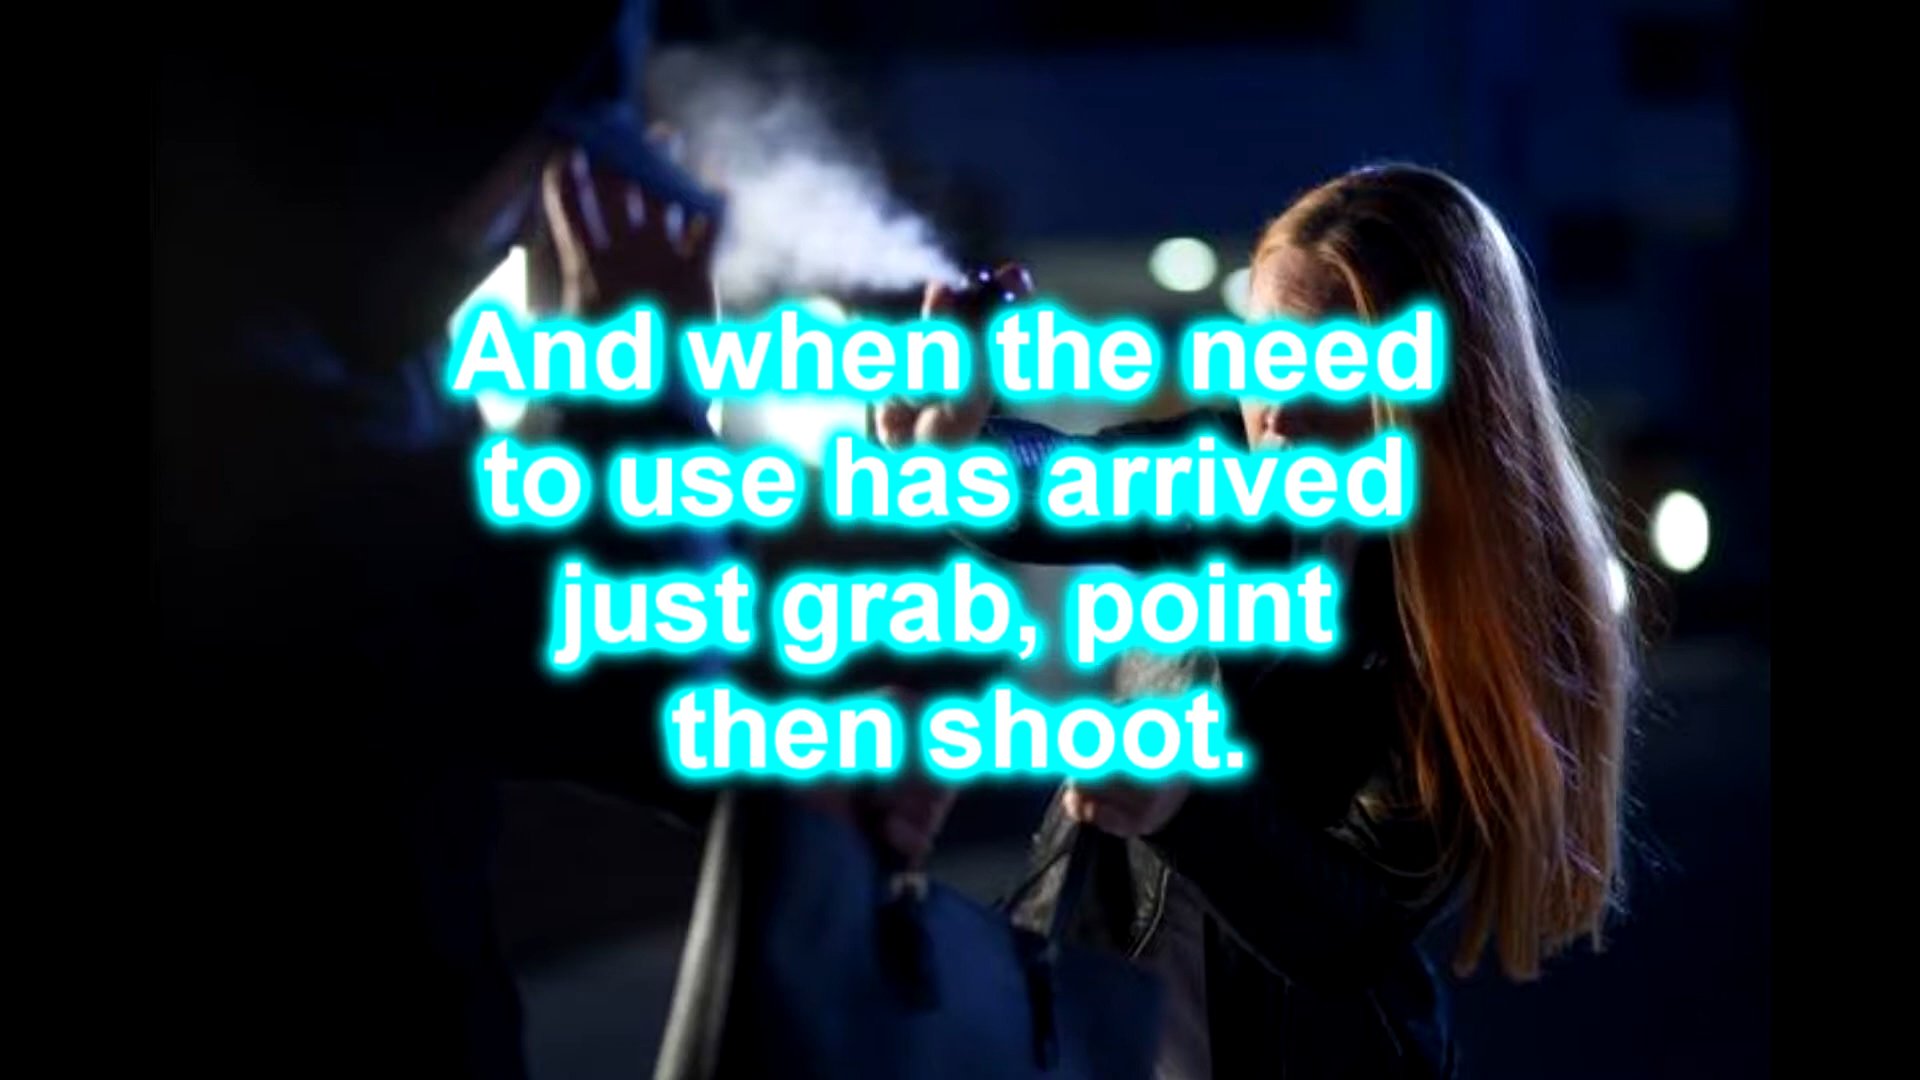 And when the need
to use has arrived
just grab, point
then shoot.